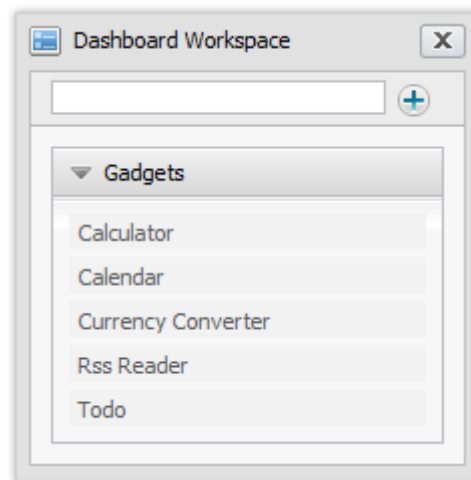 Dashboard Workspace
Gadgets
Calculator
Calendar
Currency Converter
Rss Reader
Todo